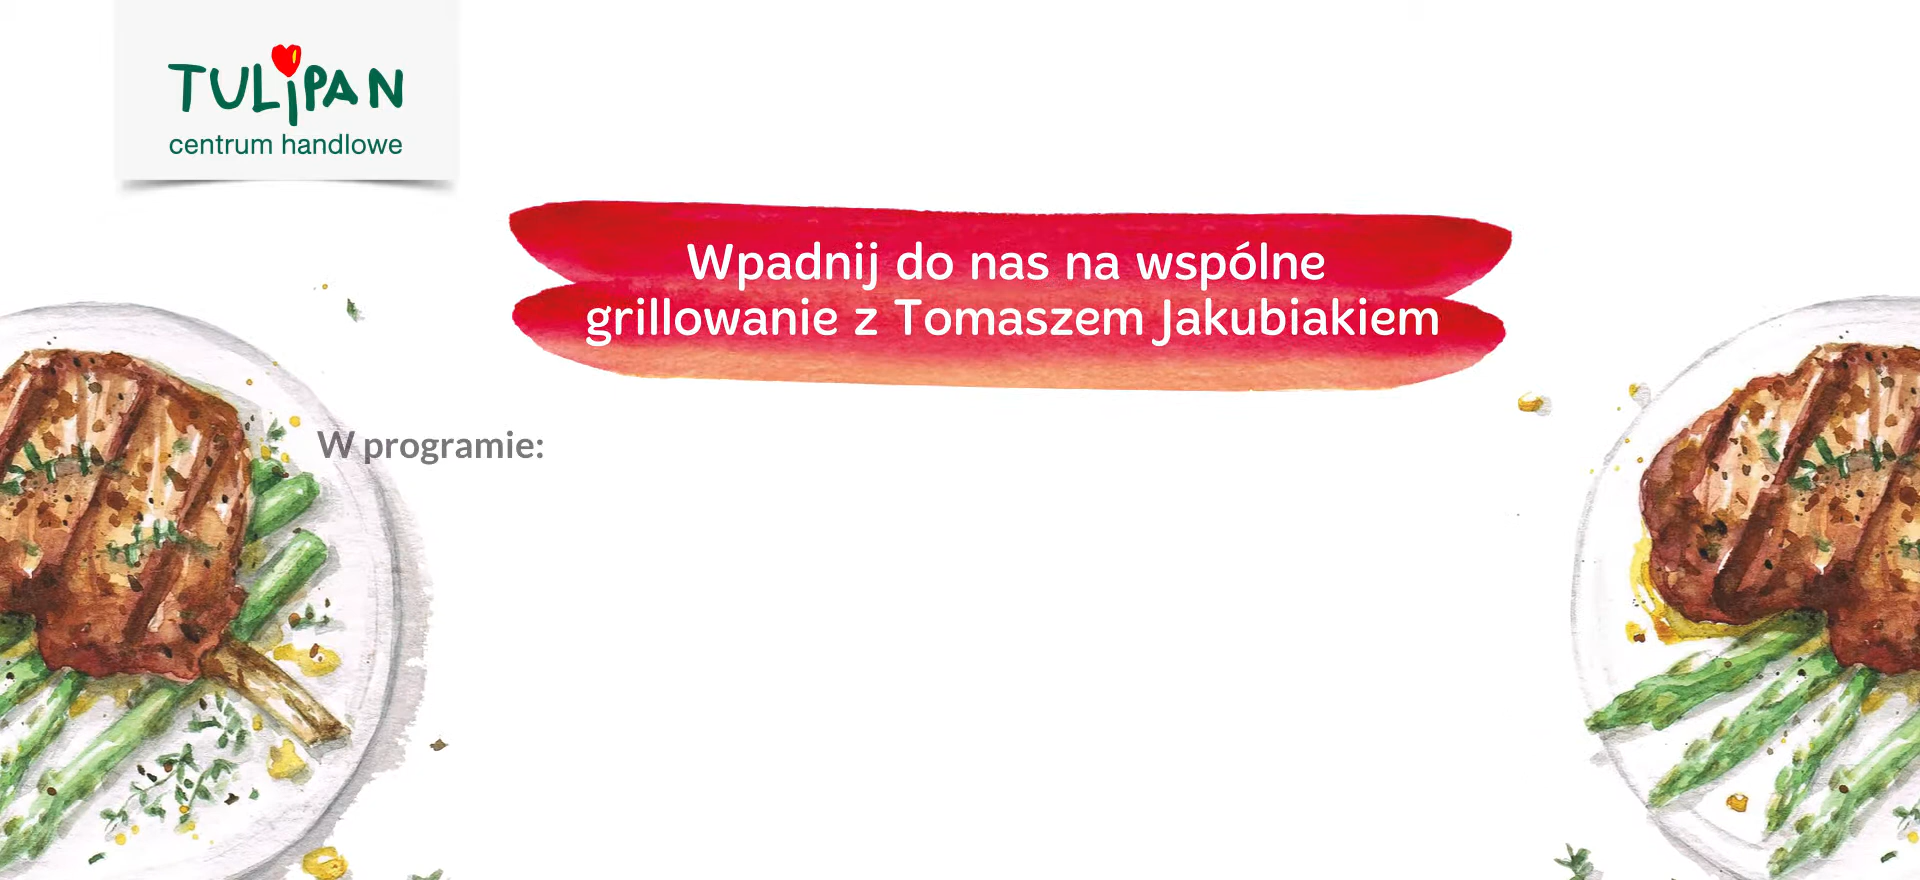 TULIPAN
centrum handlowe
Wpadnij do nas na wspólne
grillowanie z Tomaszem Jakubiakiem
W programie: